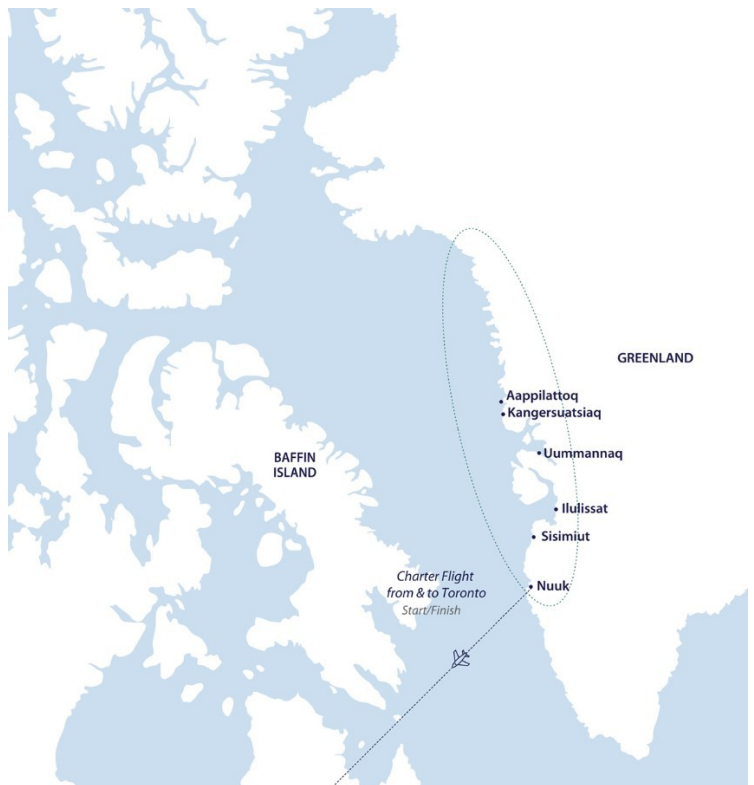 GREENLAND
Aappilattoq
Kangersuatsiaq
Uummannaq
BAFFIN
ISLAND
Ilulissat
Sisimiut
Charter Flight
from & to Toronto
Start/Finish
Nuuk